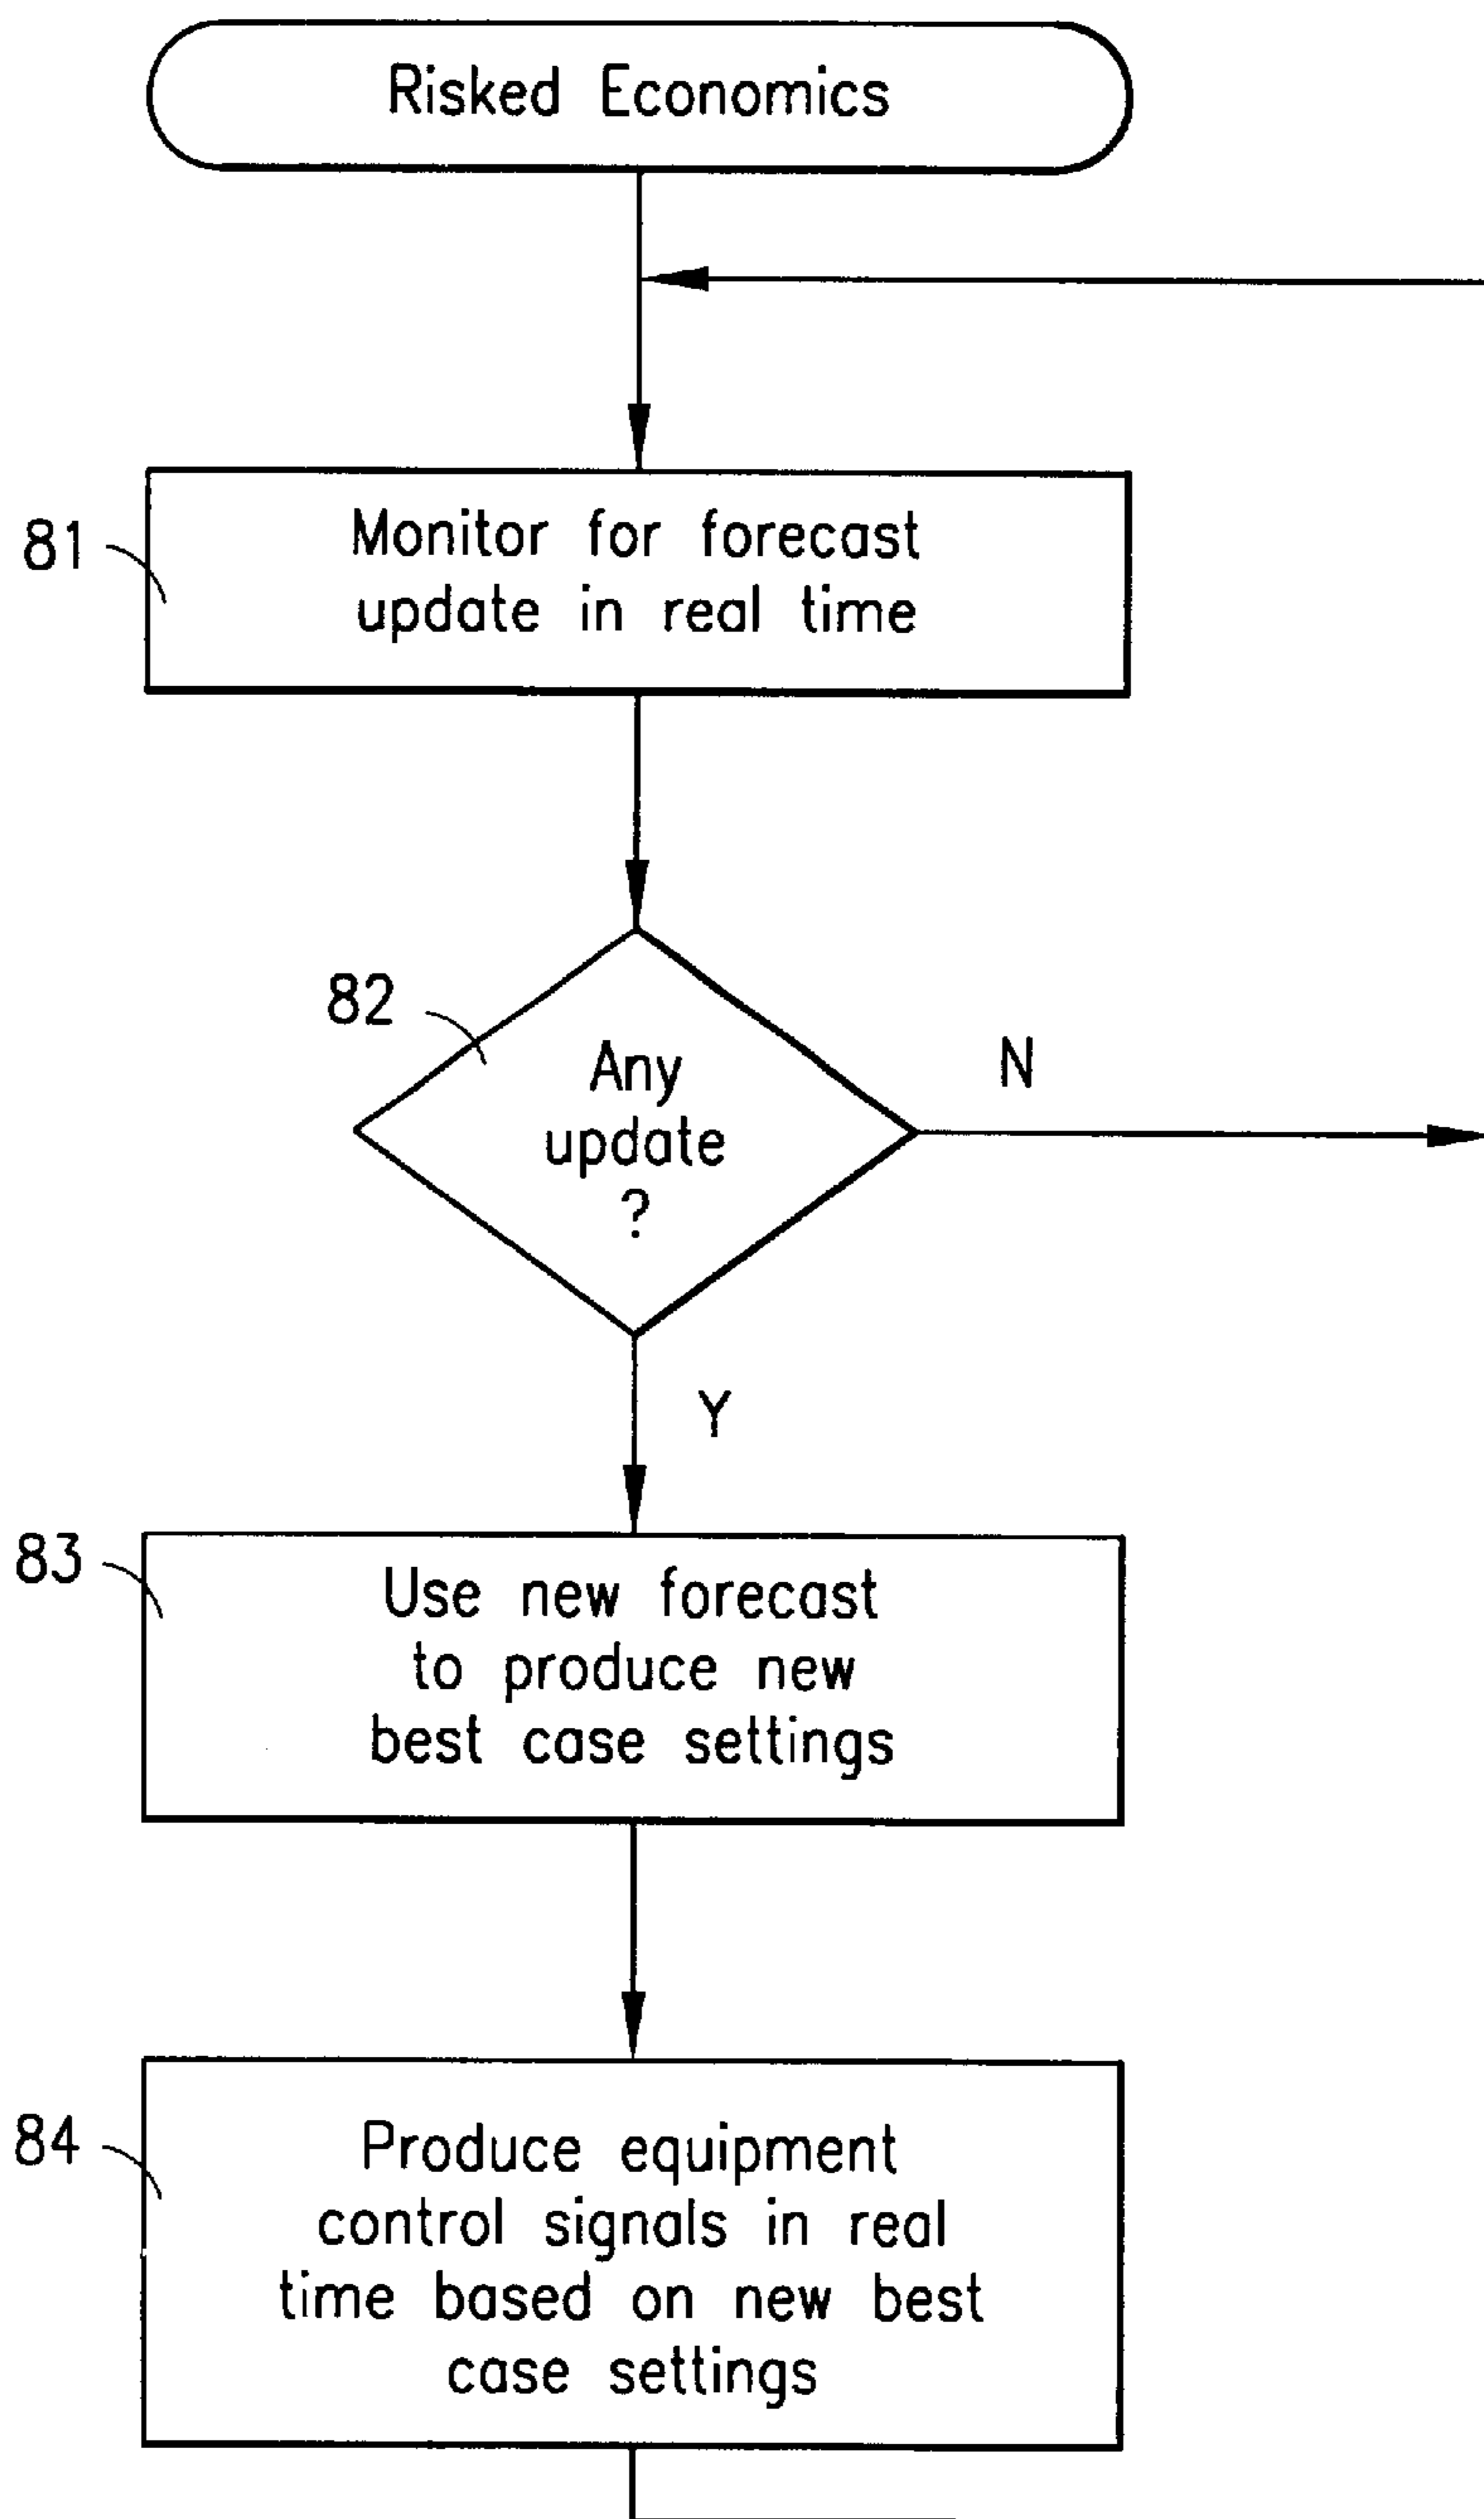 Risked Economics
81
Monitor for forecast
update in real time
82
Any
update
?
N
Y
83
Use new forecast
to produce new
best case settings
84
Produce equipment
control signals in real
time based on new best
case settings